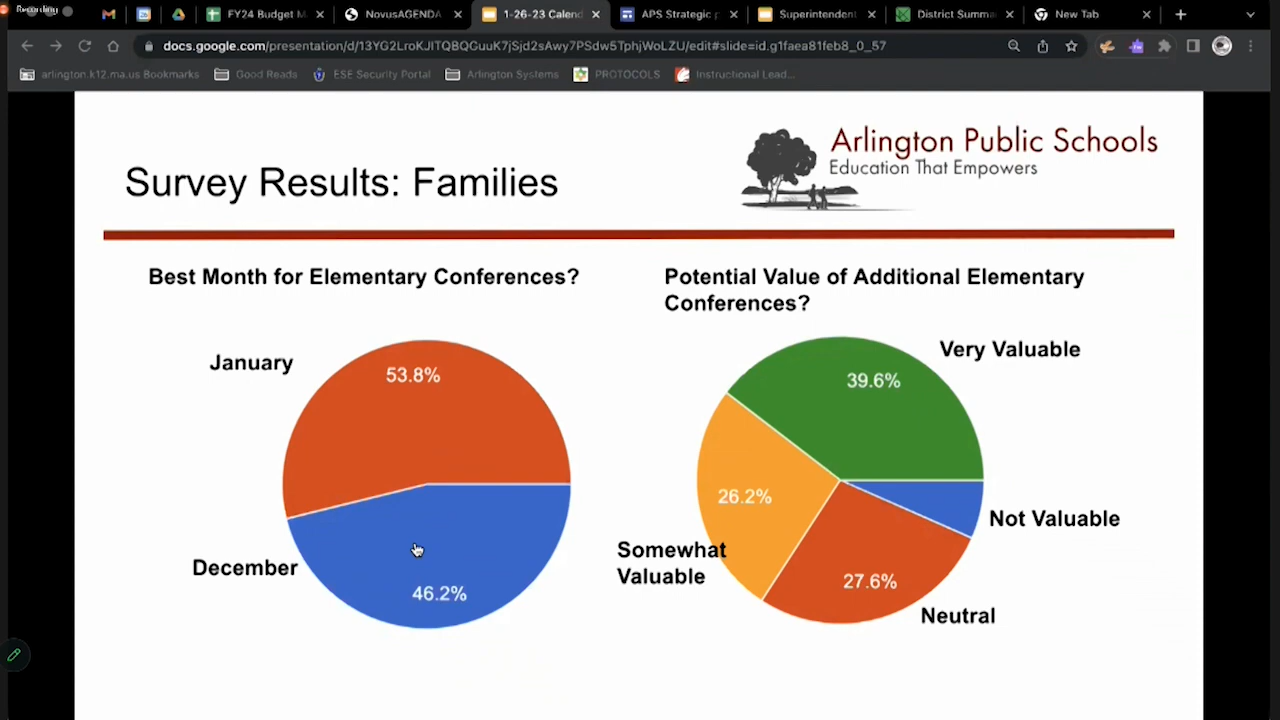 Recording
FY24 Budget M
NovusAGENDA
1-26-23 Calend
APS Strategic p
Superintendent
District Summa
New Tab
docs.google.com/presentation/d/13YG2LroKJITQBQGuuK7jSjd2sAwy7PSdw5TphjWoLZU/edit#slide=id.g1faea81feb8_0_57
arlington.k12.ma.us Bookmarks
Good Reads
ESE Security Portal
Arlington Systems
PROTOCOLS
Instructional Lead...
Arlington Public Schools
Education That Empowers
Survey Results: Families
Best Month for Elementary Conferences?
January
53.8%
December
46.2%
Potential Value of Additional Elementary
Conferences?
Very Valuable
39.6%
26.2%
Not Valuable
Somewhat
Valuable
27.6%
Neutral